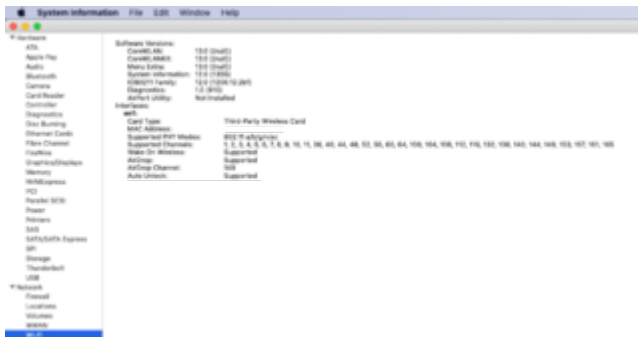 System Information File Edit Window Help
Hardware
ATA
Apple Pay
Audio
Bluetooth
Camera
Card Reader
Controller
Diagnostics
Disc Burning
Ethernet Cards
Fibre Channel
FireWire
Graphics/Displays
Memory
NVMExpress
PCI
Parallel SCSI
Power
Printers
SAS
SATA/SATA Express
SPI
Storage
Thunderbolt
USB
Network
Firewall
Locations
Volumes
WWAN
Wi-Fi
Software Versions:
CoreWLAN:
CoreWLANKit:
Menu Extra:
System Information:
IO80211 Family:
Diagnostics:
AirPort Utility: Not Installed
Interfaces:
en1:
Card Type: Third-Party Wireless Card
MAC Address:
Supported PHY Modes: 802.11 a/b/g/n/ac
Supported Channels:
Wake On Wireless: Supported
AirDrop: Supported
AirDrop Channel: 149
Auto Unlock: Supported